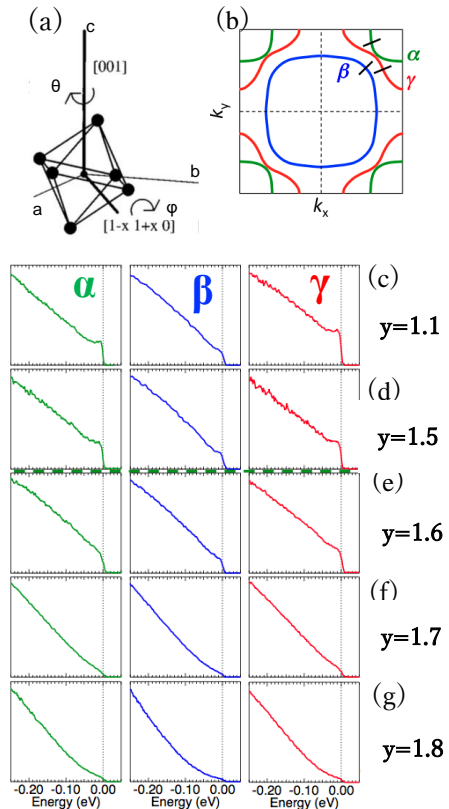 (a)
c
[001]
θ
b
a
φ
[1-x 1+x 0]
(b)
α
β
γ
ky
kx
α
β
γ
(c)
y=1.1
(d)
y=1.5
(e)
y=1.6
(f)
y=1.7
(g)
y=1.8
-0.20 -0.10 0.00 -0.20 -0.10 0.00 -0.20 -0.10 0.00
Energy (eV) Energy (eV) Energy (eV)